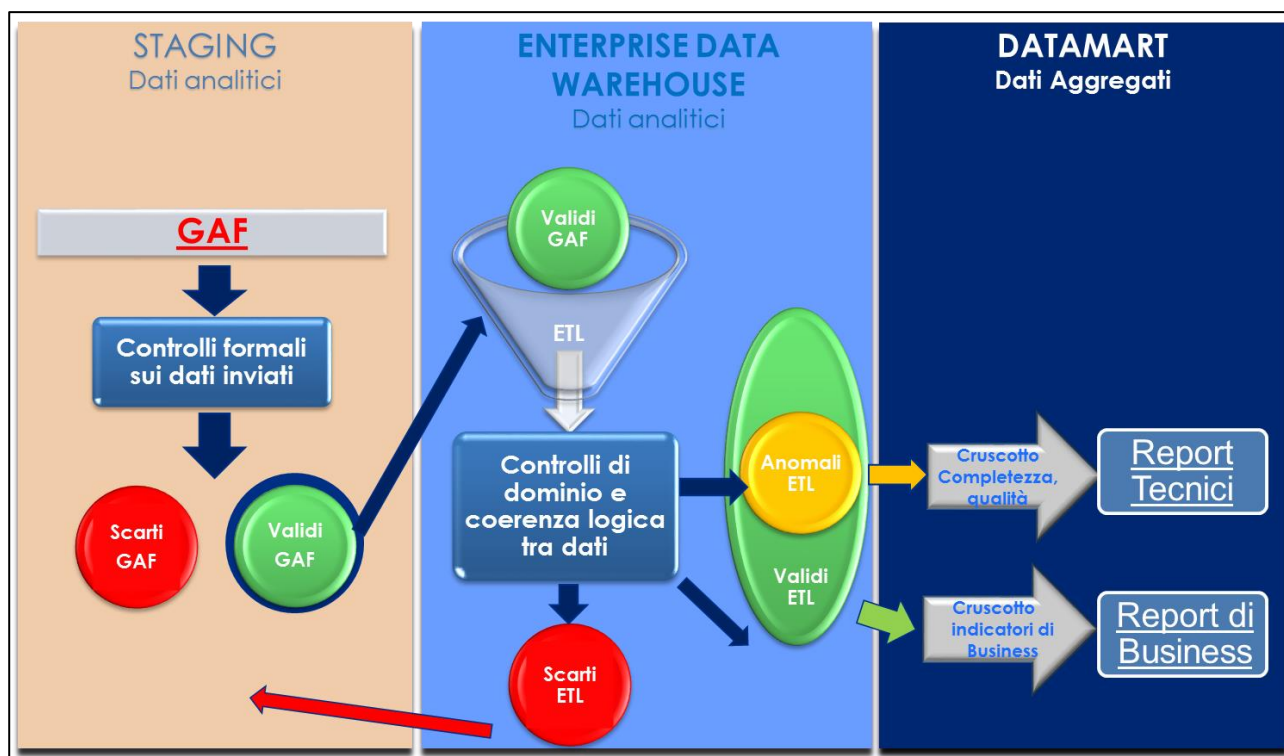 STAGING
Dati analitici
GAF
Controlli formali
sui dati inviati
Scarti
GAF
Validi
GAF
ENTERPRISE DATA
WAREHOUSE
Dati analitici
Validi
GAF
ETL
Controlli di
dominio e
coerenza logica
tra dati
Anomali
ETL
Validi
ETL
Scarti
ETL
DATAMART
Dati Aggregati
Cruscotto
Completezza,
qualità
Report
Tecnici
Cruscotto
indicatori di
Business
Report di
Business